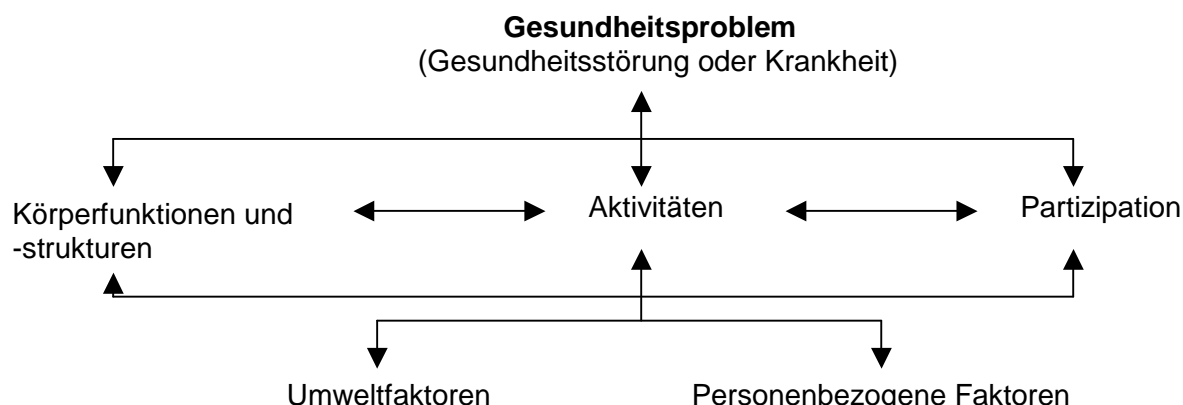 Gesundheitsproblem
(Gesundheitsstörung oder Krankheit)
Körperfunktionen und
-strukturen
Aktivitäten
Partizipation
Umweltfaktoren
Personenbezogene Faktoren